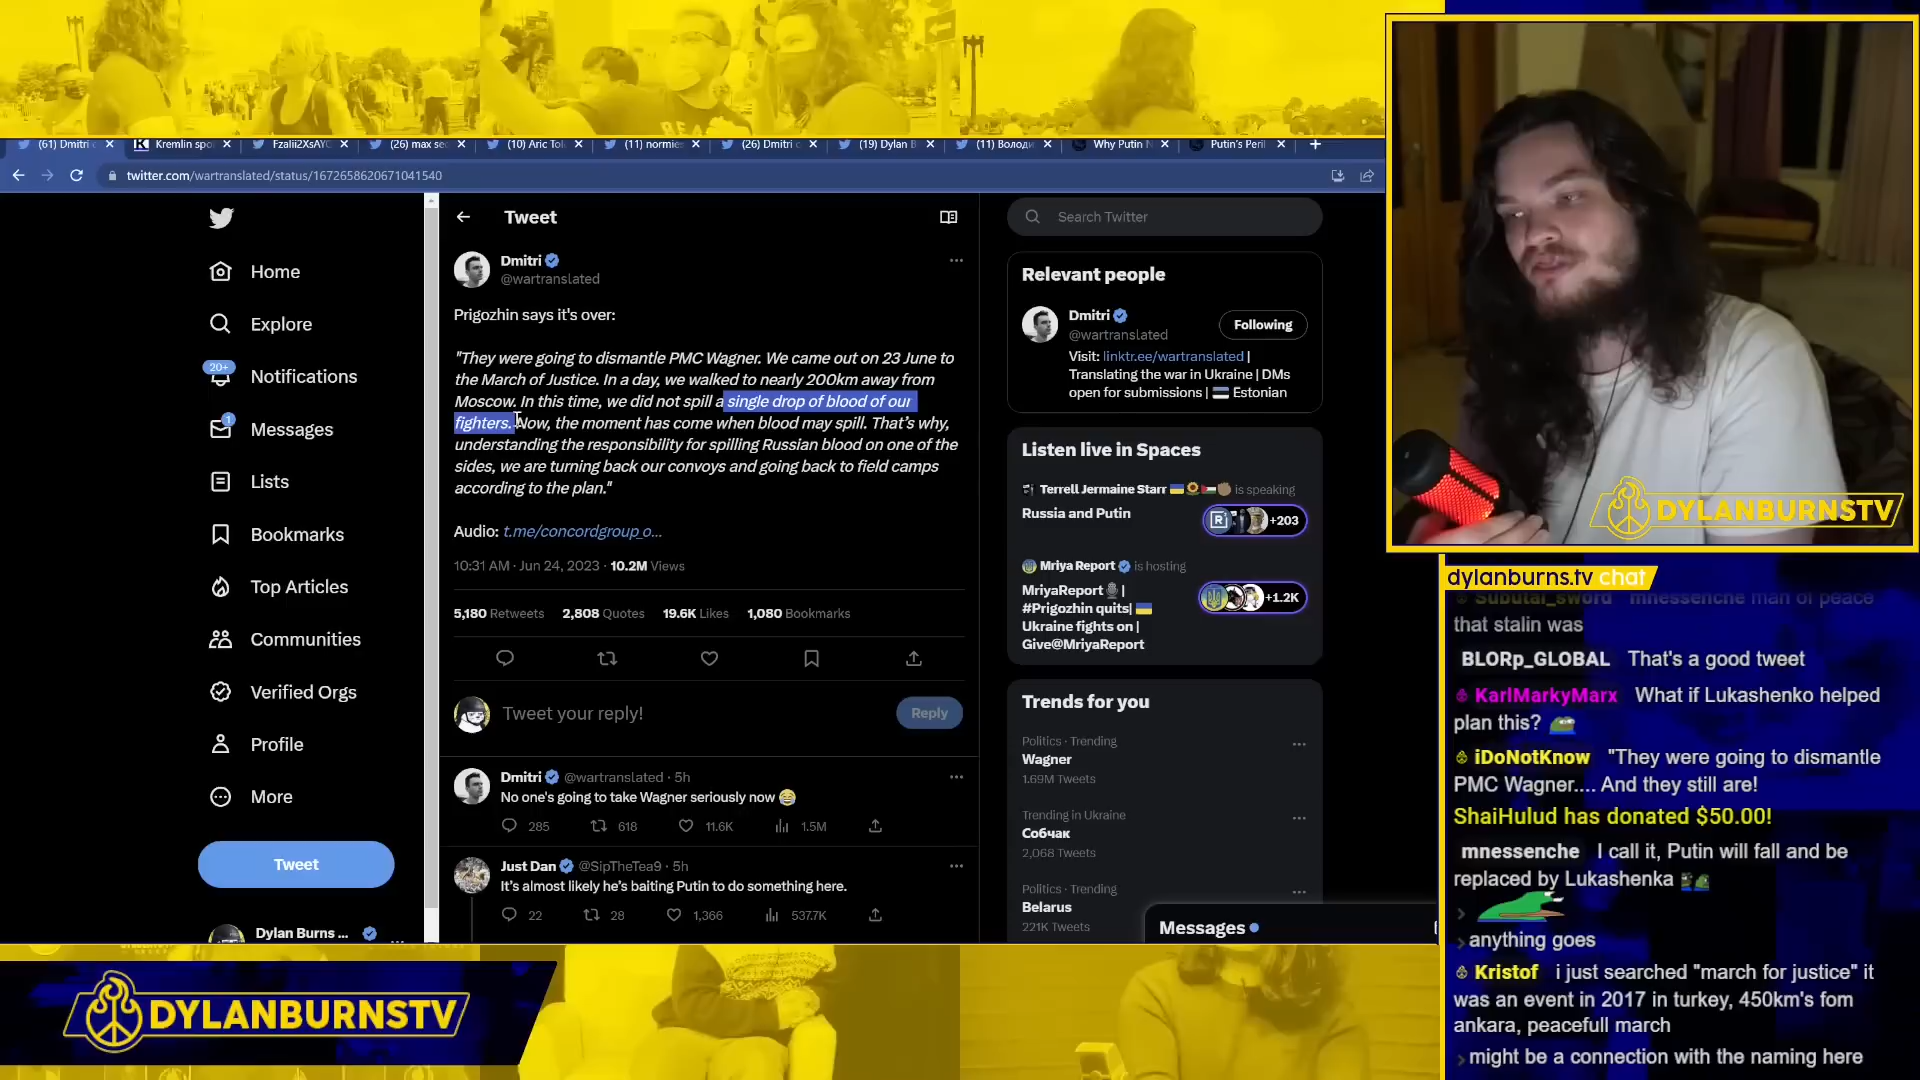 (61) Dmitri
Kremlin spo
FzaliI2XsAYC
(26) max se
(10) Aric Tol
(11) normie
(26) Dmitri
(19) Dylan B
(11) Волод
Why Putin N
Putin's Peri
twitter.com/wartranslated/status/1672658620671041540
Home
Explore
20+
Notifications
1
Messages
Lists
Bookmarks
Top Articles
Communities
Verified Orgs
Profile
More
Tweet
Dylan Burns ...
Tweet
Dmitri
@wartranslated
Prigozhin says it's over:
"They were going to dismantle PMC Wagner. We came out on 23 June to
the March of Justice. In a day, we walked to nearly 200km away from
Moscow. In this time, we did not spill a single drop of blood of our
fighters. Now, the moment has come when blood may spill. That's why,
understanding the responsibility for spilling Russian blood on one of the
sides, we are turning back our convoys and going back to field camps
according to the plan."
Audio: t.me/concordgroup_o...
10:31 AM · Jun 24, 2023 · 10.2M Views
5,180 Retweets 2,808 Quotes 19.6K Likes 1,080 Bookmarks
Tweet your reply!
Reply
Dmitri @wartranslated · 5h
No one's going to take Wagner seriously now 😂
285 618 11.6K 1.5M
Just Dan @SipTheTea9 · 5h
It's almost likely he's baiting Putin to do something here.
22 28 1,366 537.7K
Search Twitter
Relevant people
Dmitri
@wartranslated
Following
Visit: linktr.ee/wartranslated |
Translating the war in Ukraine | DMs
open for submissions | Estonian
Listen live in Spaces
Terrell Jermaine Starr is speaking
Russia and Putin
+203
Mriya Report is hosting
MriyaReport |
#Prigozhin quits|
Ukraine fights on |
Give@MriyaReport
+1.2K
Trends for you
Politics · Trending
Wagner
1.69M Tweets
Trending in Ukraine
Собчак
2,068 Tweets
Politics · Trending
Belarus
221K Tweets
Messages
DYLANBURNSTV
dylanburns.tv chat
Subutai_sword mnessenche man of peace
that stalin was
BLORp_GLOBAL That's a good tweet
KarlMarkyMarx What if Lukashenko helped
plan this?
iDoNotKnow "They were going to dismantle
PMC Wagner.... And they still are!
ShaiHulud has donated $50.00!
mnessenche I call it, Putin will fall and be
replaced by Lukashenka
>
> anything goes
Kristof i just searched "march for justice" it
was an event in 2017 in turkey, 450km's fom
ankara, peacefull march
> might be a connection with the naming here
DYLANBURNSTV